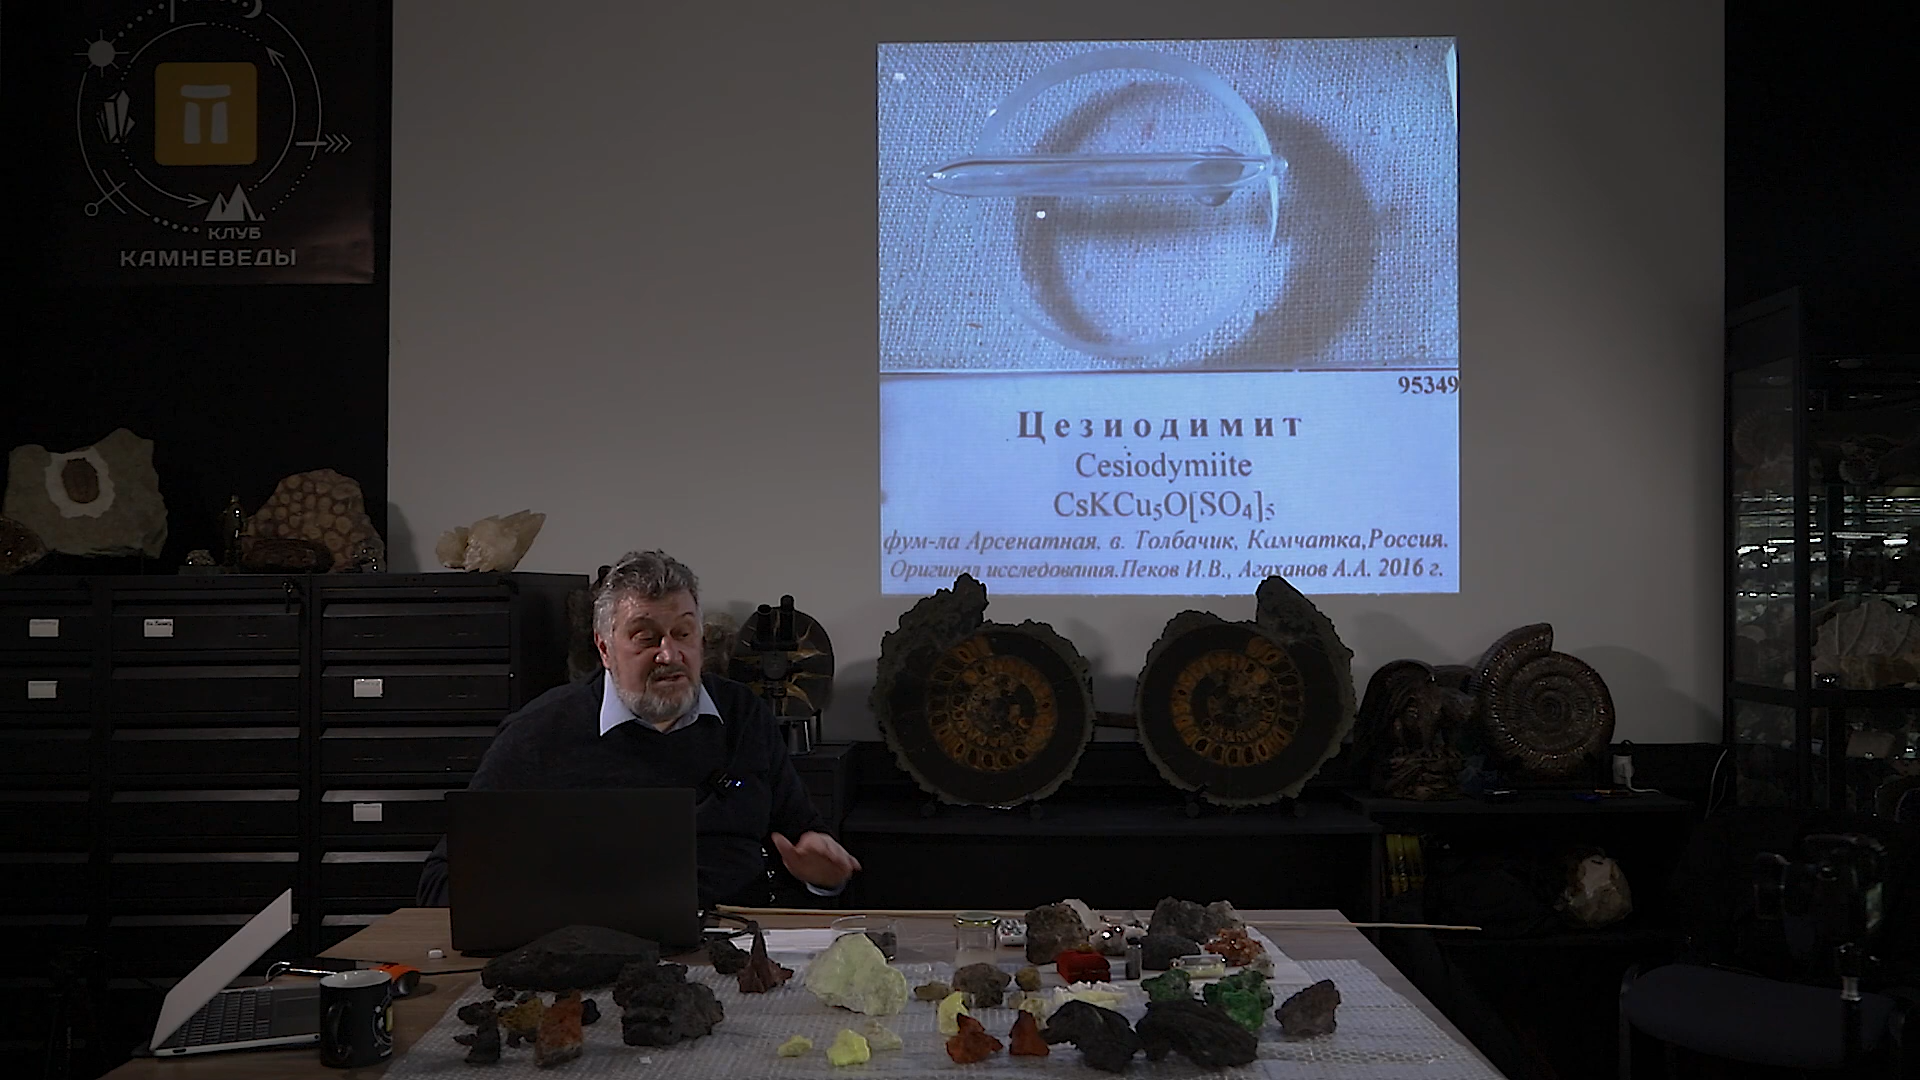 КЛУБ
КАМНЕВЕДЫ
95349
Цезиодимит
Cesiodymiite
CsKCu₅O[SO₄]₅
фум-ла Арсенатная, в. Толбачик, Камчатка,Россия.
Оригинал исследования.Пеков И.В., Агаханов А.А. 2016 г.